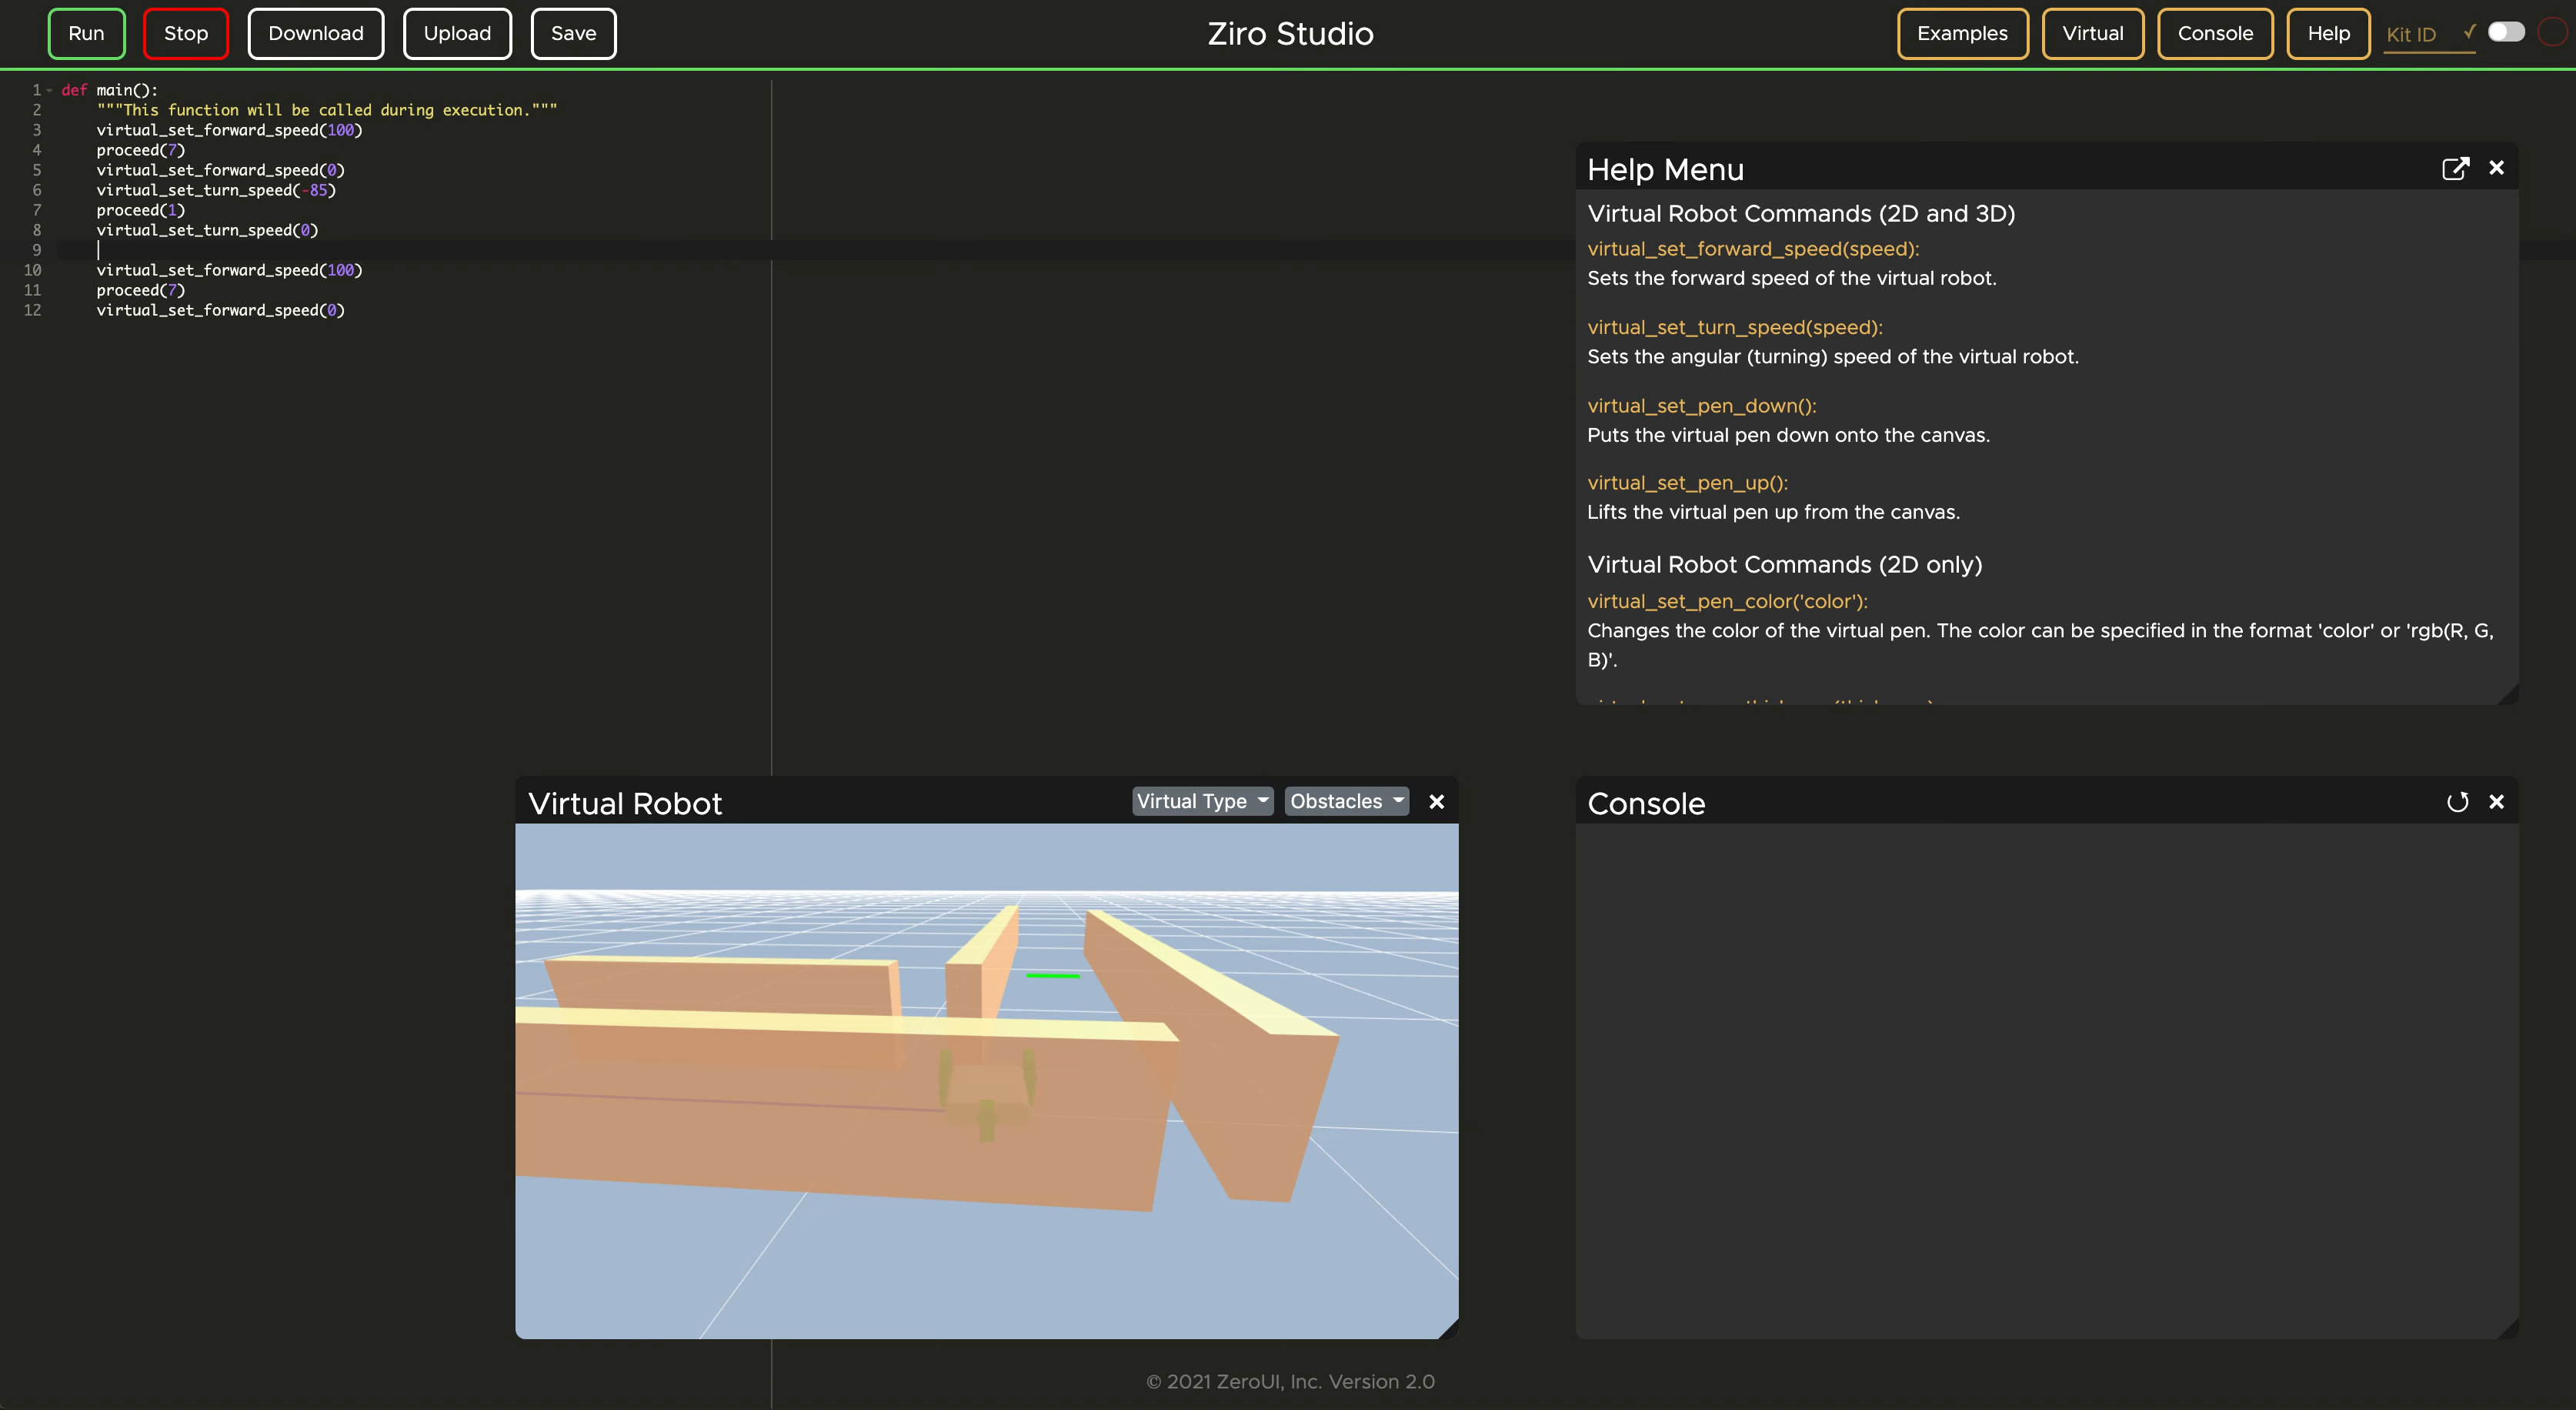 Run Stop Download Upload Save Ziro Studio Examples Virtual Console Help Kit ID ✓
1 def main():
2 """This function will be called during execution."""
3 virtual_set_forward_speed(100)
4 proceed(7)
5 virtual_set_forward_speed(0)
6 virtual_set_turn_speed(-85)
7 proceed(1)
8 virtual_set_turn_speed(0)
9
10 virtual_set_forward_speed(100)
11 proceed(7)
12 virtual_set_forward_speed(0)
Help Menu
Virtual Robot Commands (2D and 3D)
virtual_set_forward_speed(speed):
Sets the forward speed of the virtual robot.
virtual_set_turn_speed(speed):
Sets the angular (turning) speed of the virtual robot.
virtual_set_pen_down():
Puts the virtual pen down onto the canvas.
virtual_set_pen_up():
Lifts the virtual pen up from the canvas.
Virtual Robot Commands (2D only)
virtual_set_pen_color('color'):
Changes the color of the virtual pen. The color can be specified in the format 'color' or 'rgb(R, G,
B)'.
Virtual Robot Virtual Type Obstacles
Console
© 2021 ZeroUI, Inc. Version 2.0